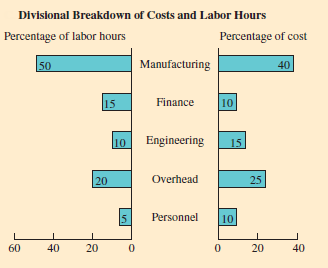 Divisional Breakdown of Costs and Labor Hours
Percentage of labor hours Percentage of cost
50 Manufacturing 40
15 Finance 10
10 Engineering 15
20 Overhead 25
5 Personnel 10
60 40 20 0 0 20 40